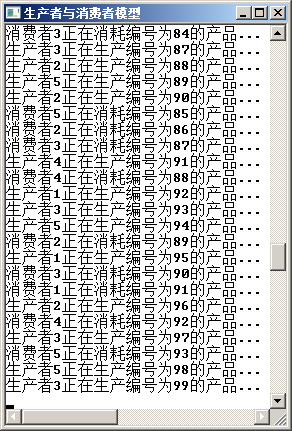 生产者与消费者模型
消费者3正在消耗编号为84的产品...
生产者3正在生产编号为87的产品...
生产者2正在生产编号为88的产品...
生产者5正在生产编号为89的产品...
生产者2正在生产编号为90的产品...
消费者5正在消耗编号为85的产品...
消费者2正在消耗编号为86的产品...
消费者3正在消耗编号为87的产品...
生产者4正在生产编号为91的产品...
消费者4正在消耗编号为88的产品...
生产者1正在生产编号为92的产品...
生产者3正在生产编号为93的产品...
生产者5正在生产编号为94的产品...
消费者2正在消耗编号为89的产品...
生产者1正在生产编号为95的产品...
消费者3正在消耗编号为90的产品...
消费者1正在消耗编号为91的产品...
生产者2正在生产编号为96的产品...
消费者4正在消耗编号为92的产品...
生产者3正在生产编号为97的产品...
消费者5正在消耗编号为93的产品...
生产者5正在生产编号为98的产品...
生产者3正在生产编号为99的产品...